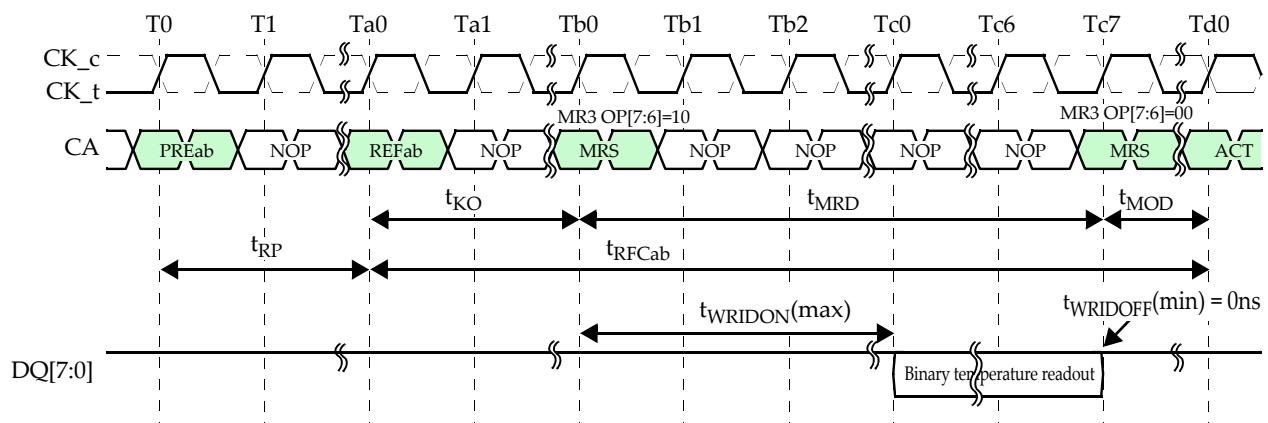 T0 T1 Ta0 Ta1 Tb0 Tb1 Tb2 Tc0 Tc6 Tc7 Td0
CK_c
CK_t
MR3 OP[7:6]=10 MR3 OP[7:6]=00
CA PREab NOP REFab NOP MRS NOP NOP NOP NOP MRS ACT
tKO tMRD tMOD
tRP tRFCab
tWRIDON(max) tWRIDOFF(min) = 0ns
DQ[7:0] Binary temperature readout